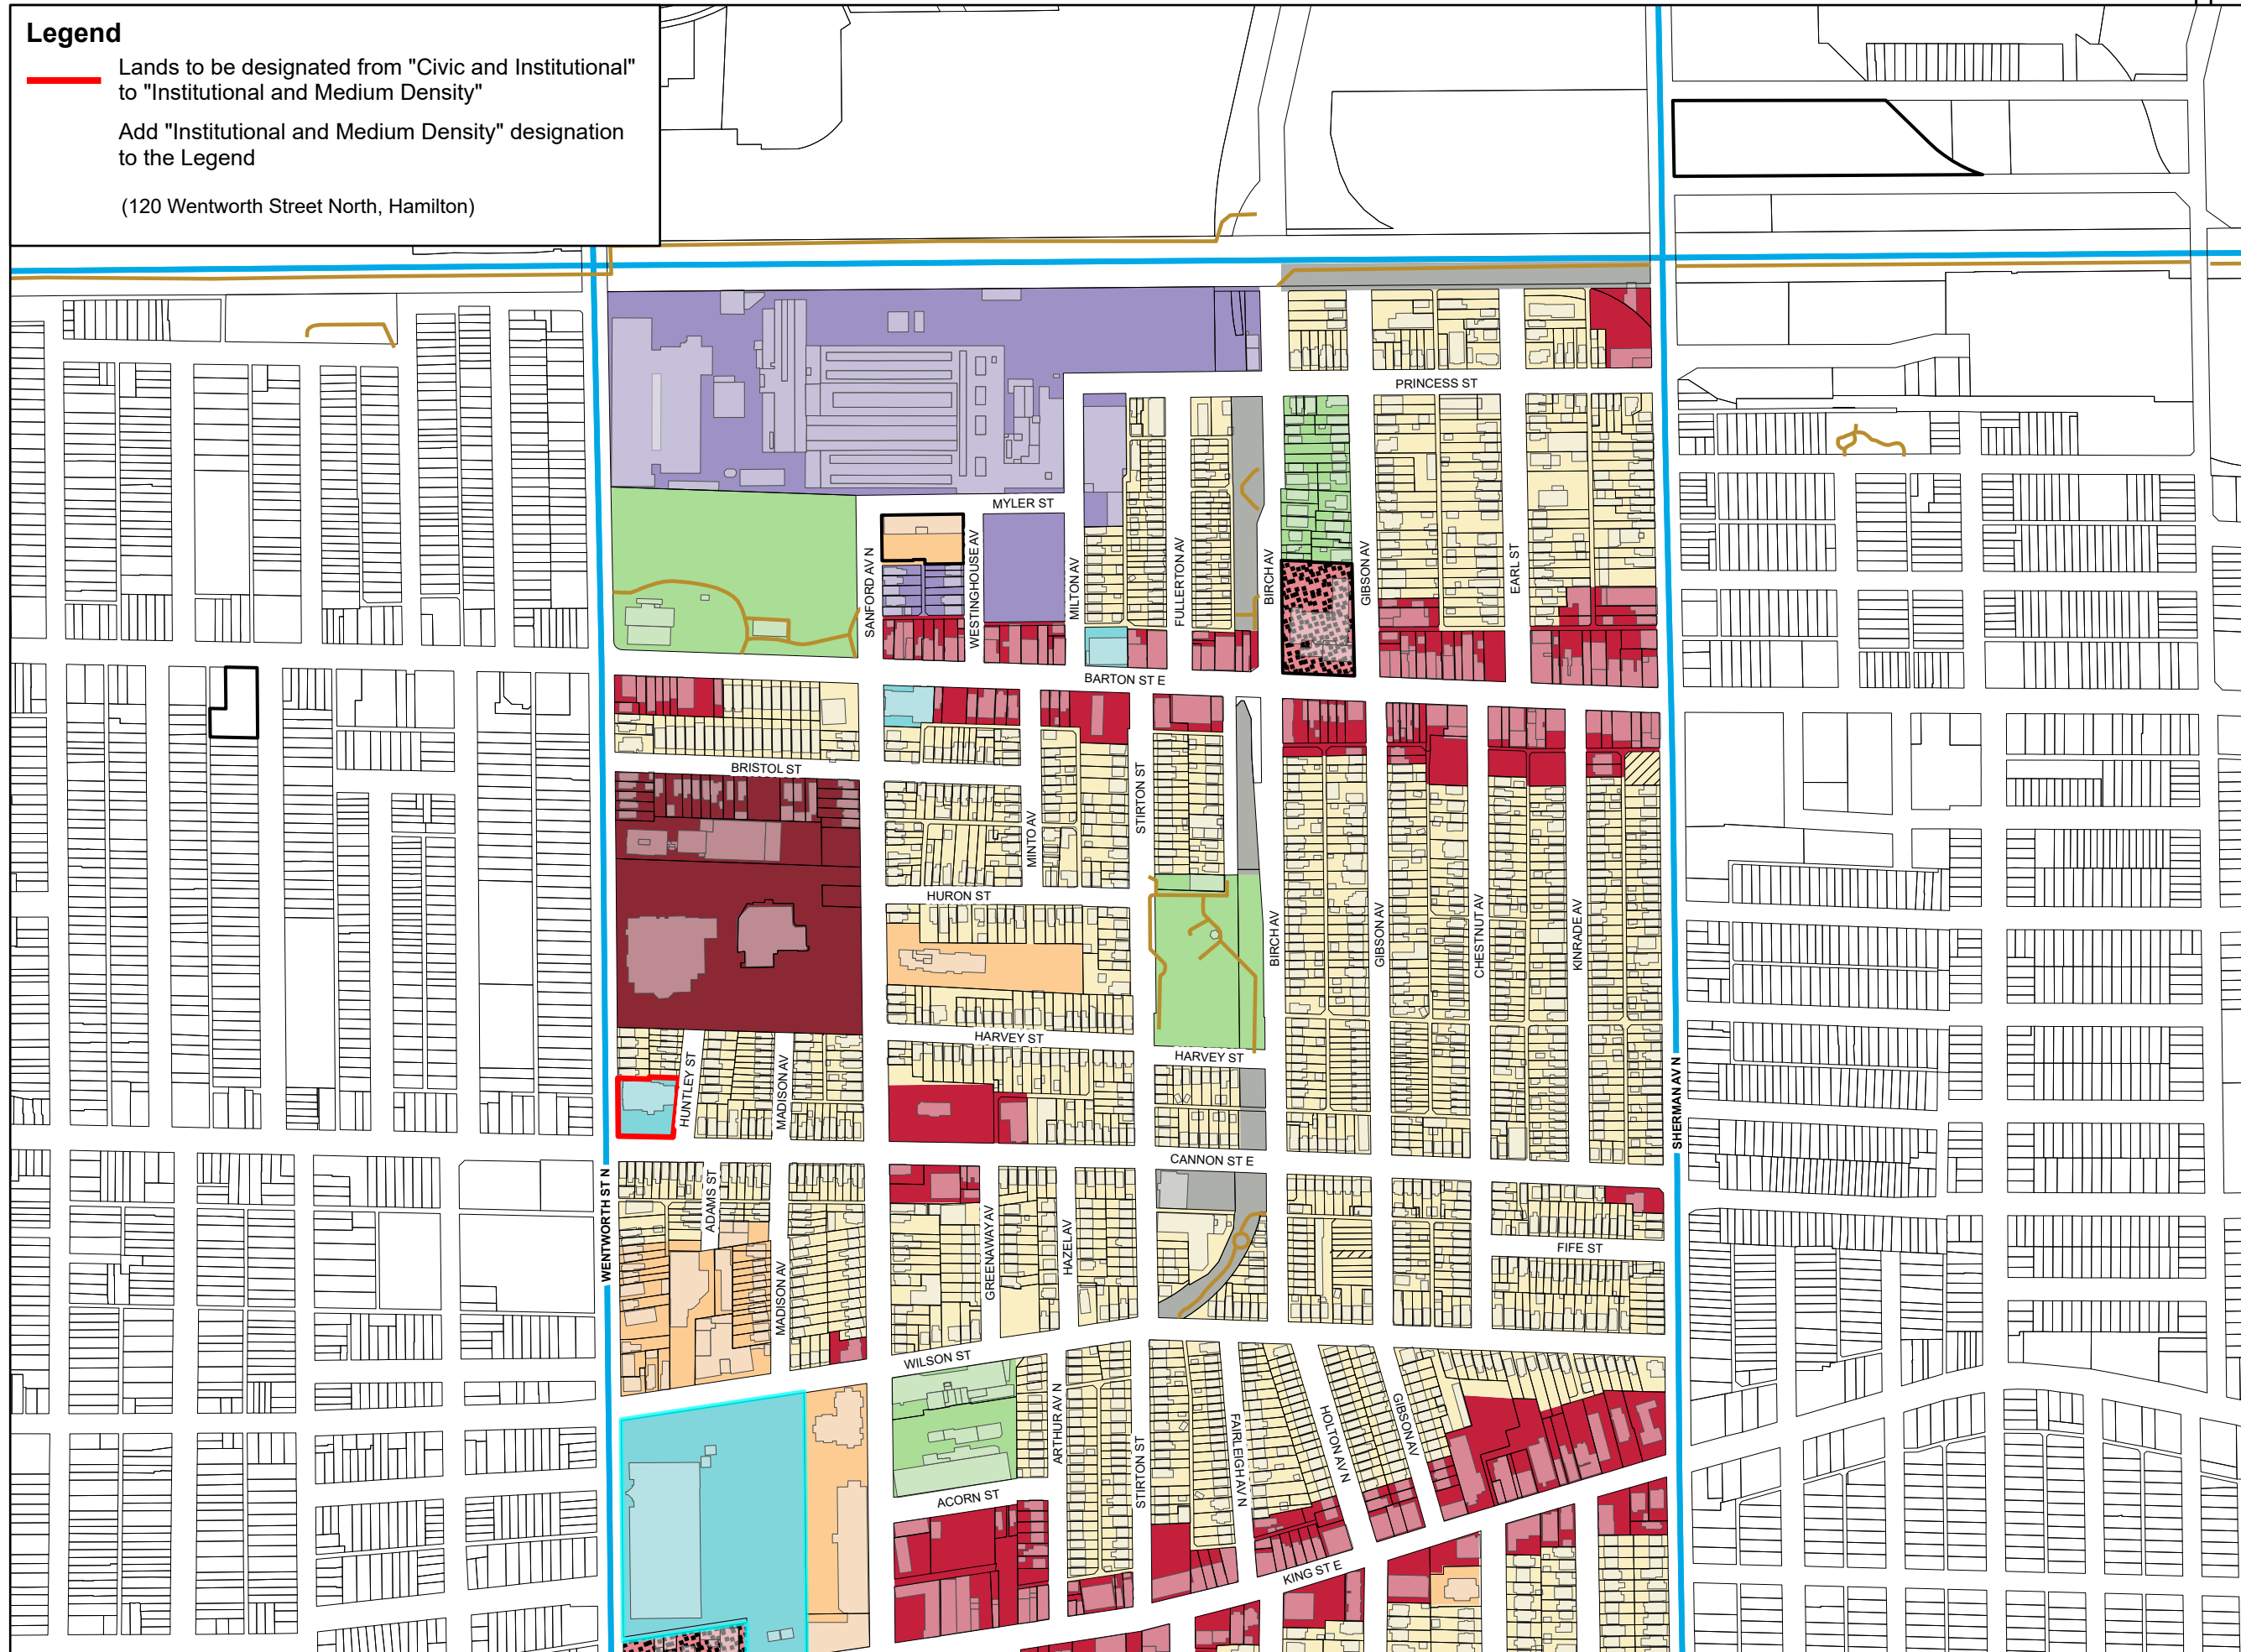 Legend
Lands to be designated from "Civic and Institutional"
to "Institutional and Medium Density"
Add "Institutional and Medium Density" designation
to the Legend
(120 Wentworth Street North, Hamilton)
PRINCESS ST
MYLER ST
SANFORD AV N
WESTINGHOUSE AV
MILTON AV
FULLERTON AV
BIRCH AV
GIBSON AV
EARL ST
BARTON ST E
BRISTOL ST
STIRTON ST
MINTO AV
HURON ST
BIRCH AV
GIBSON AV
CHESTNUT AV
KINRADE AV
HARVEY ST
HARVEY ST
HUNTLEY ST
MADISON AV
SHERMAN AV N
CANNON ST E
WENTWORTH ST N
ADAMS ST
GREENAWAY AV
HAZEL AV
FIFE ST
MADISON AV
WILSON ST
ARTHUR AV N
STIRTON ST
FAIRLEIGH AV N
HOLTON AV N
GIBSON AV
ACORN ST
KING ST E